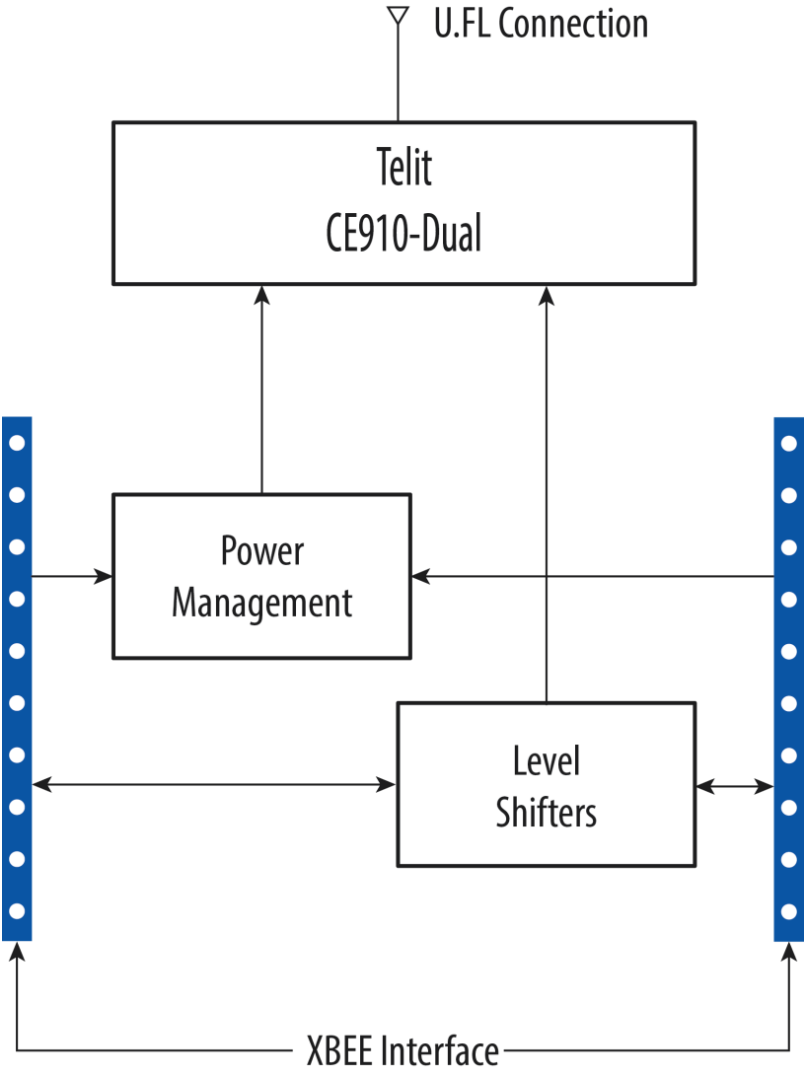 U.FL Connection
Telit
CE910-Dual
Power
Management
Level
Shifters
XBEE Interface